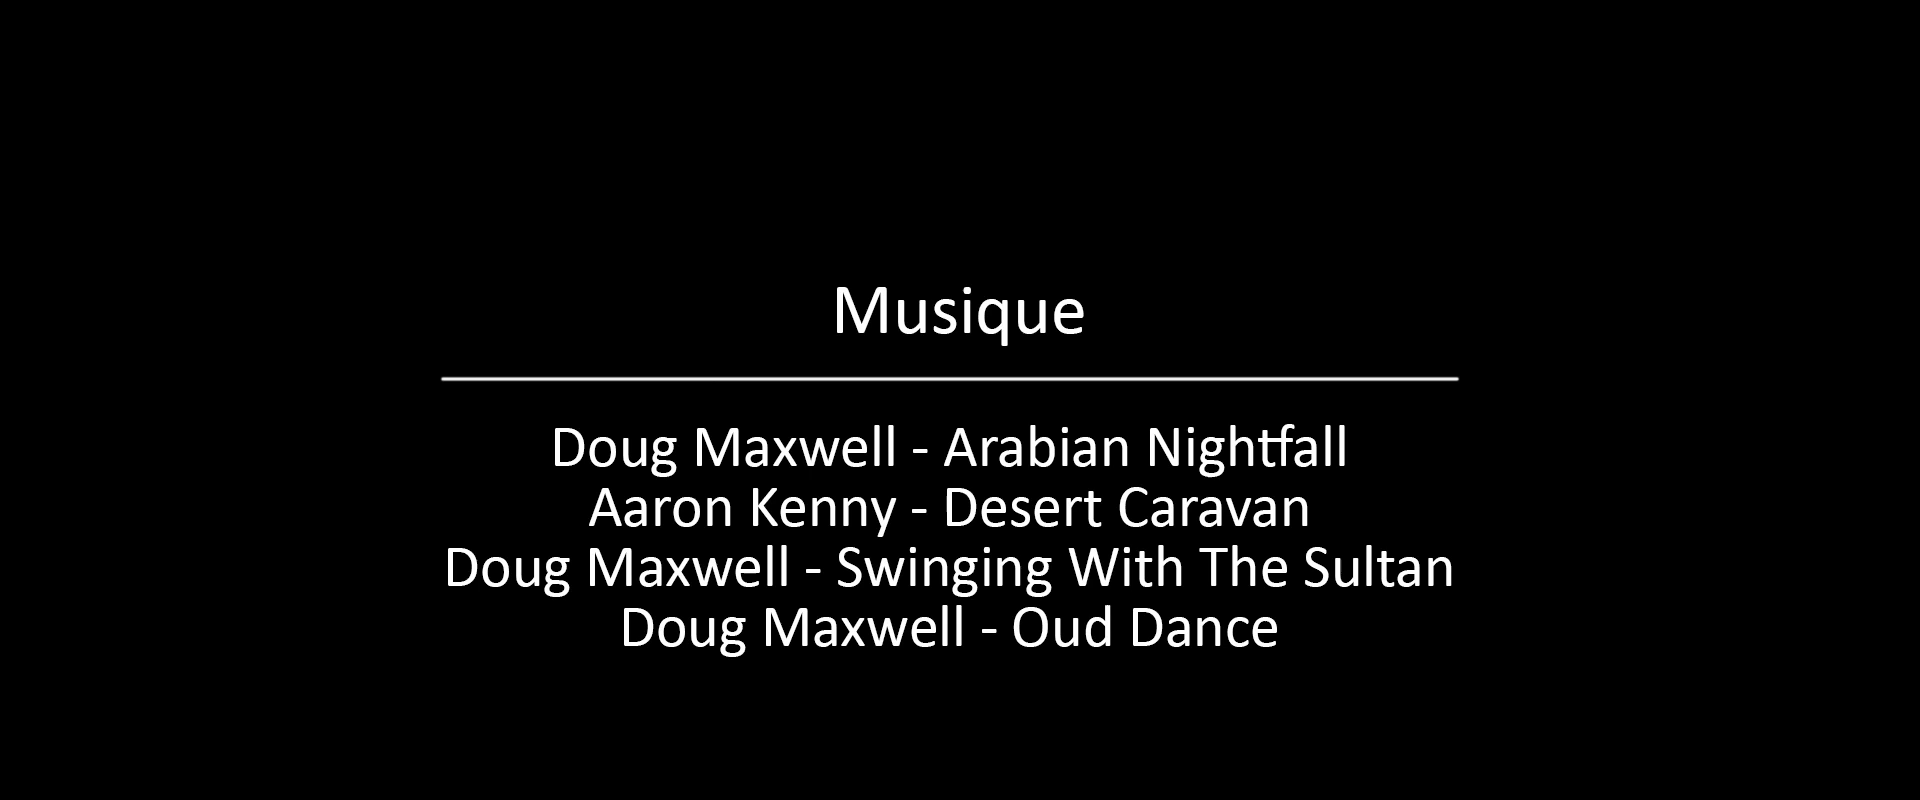 Musique
Doug Maxwell - Arabian Nightfall
Aaron Kenny - Desert Caravan
Doug Maxwell - Swinging With The Sultan
Doug Maxwell - Oud Dance